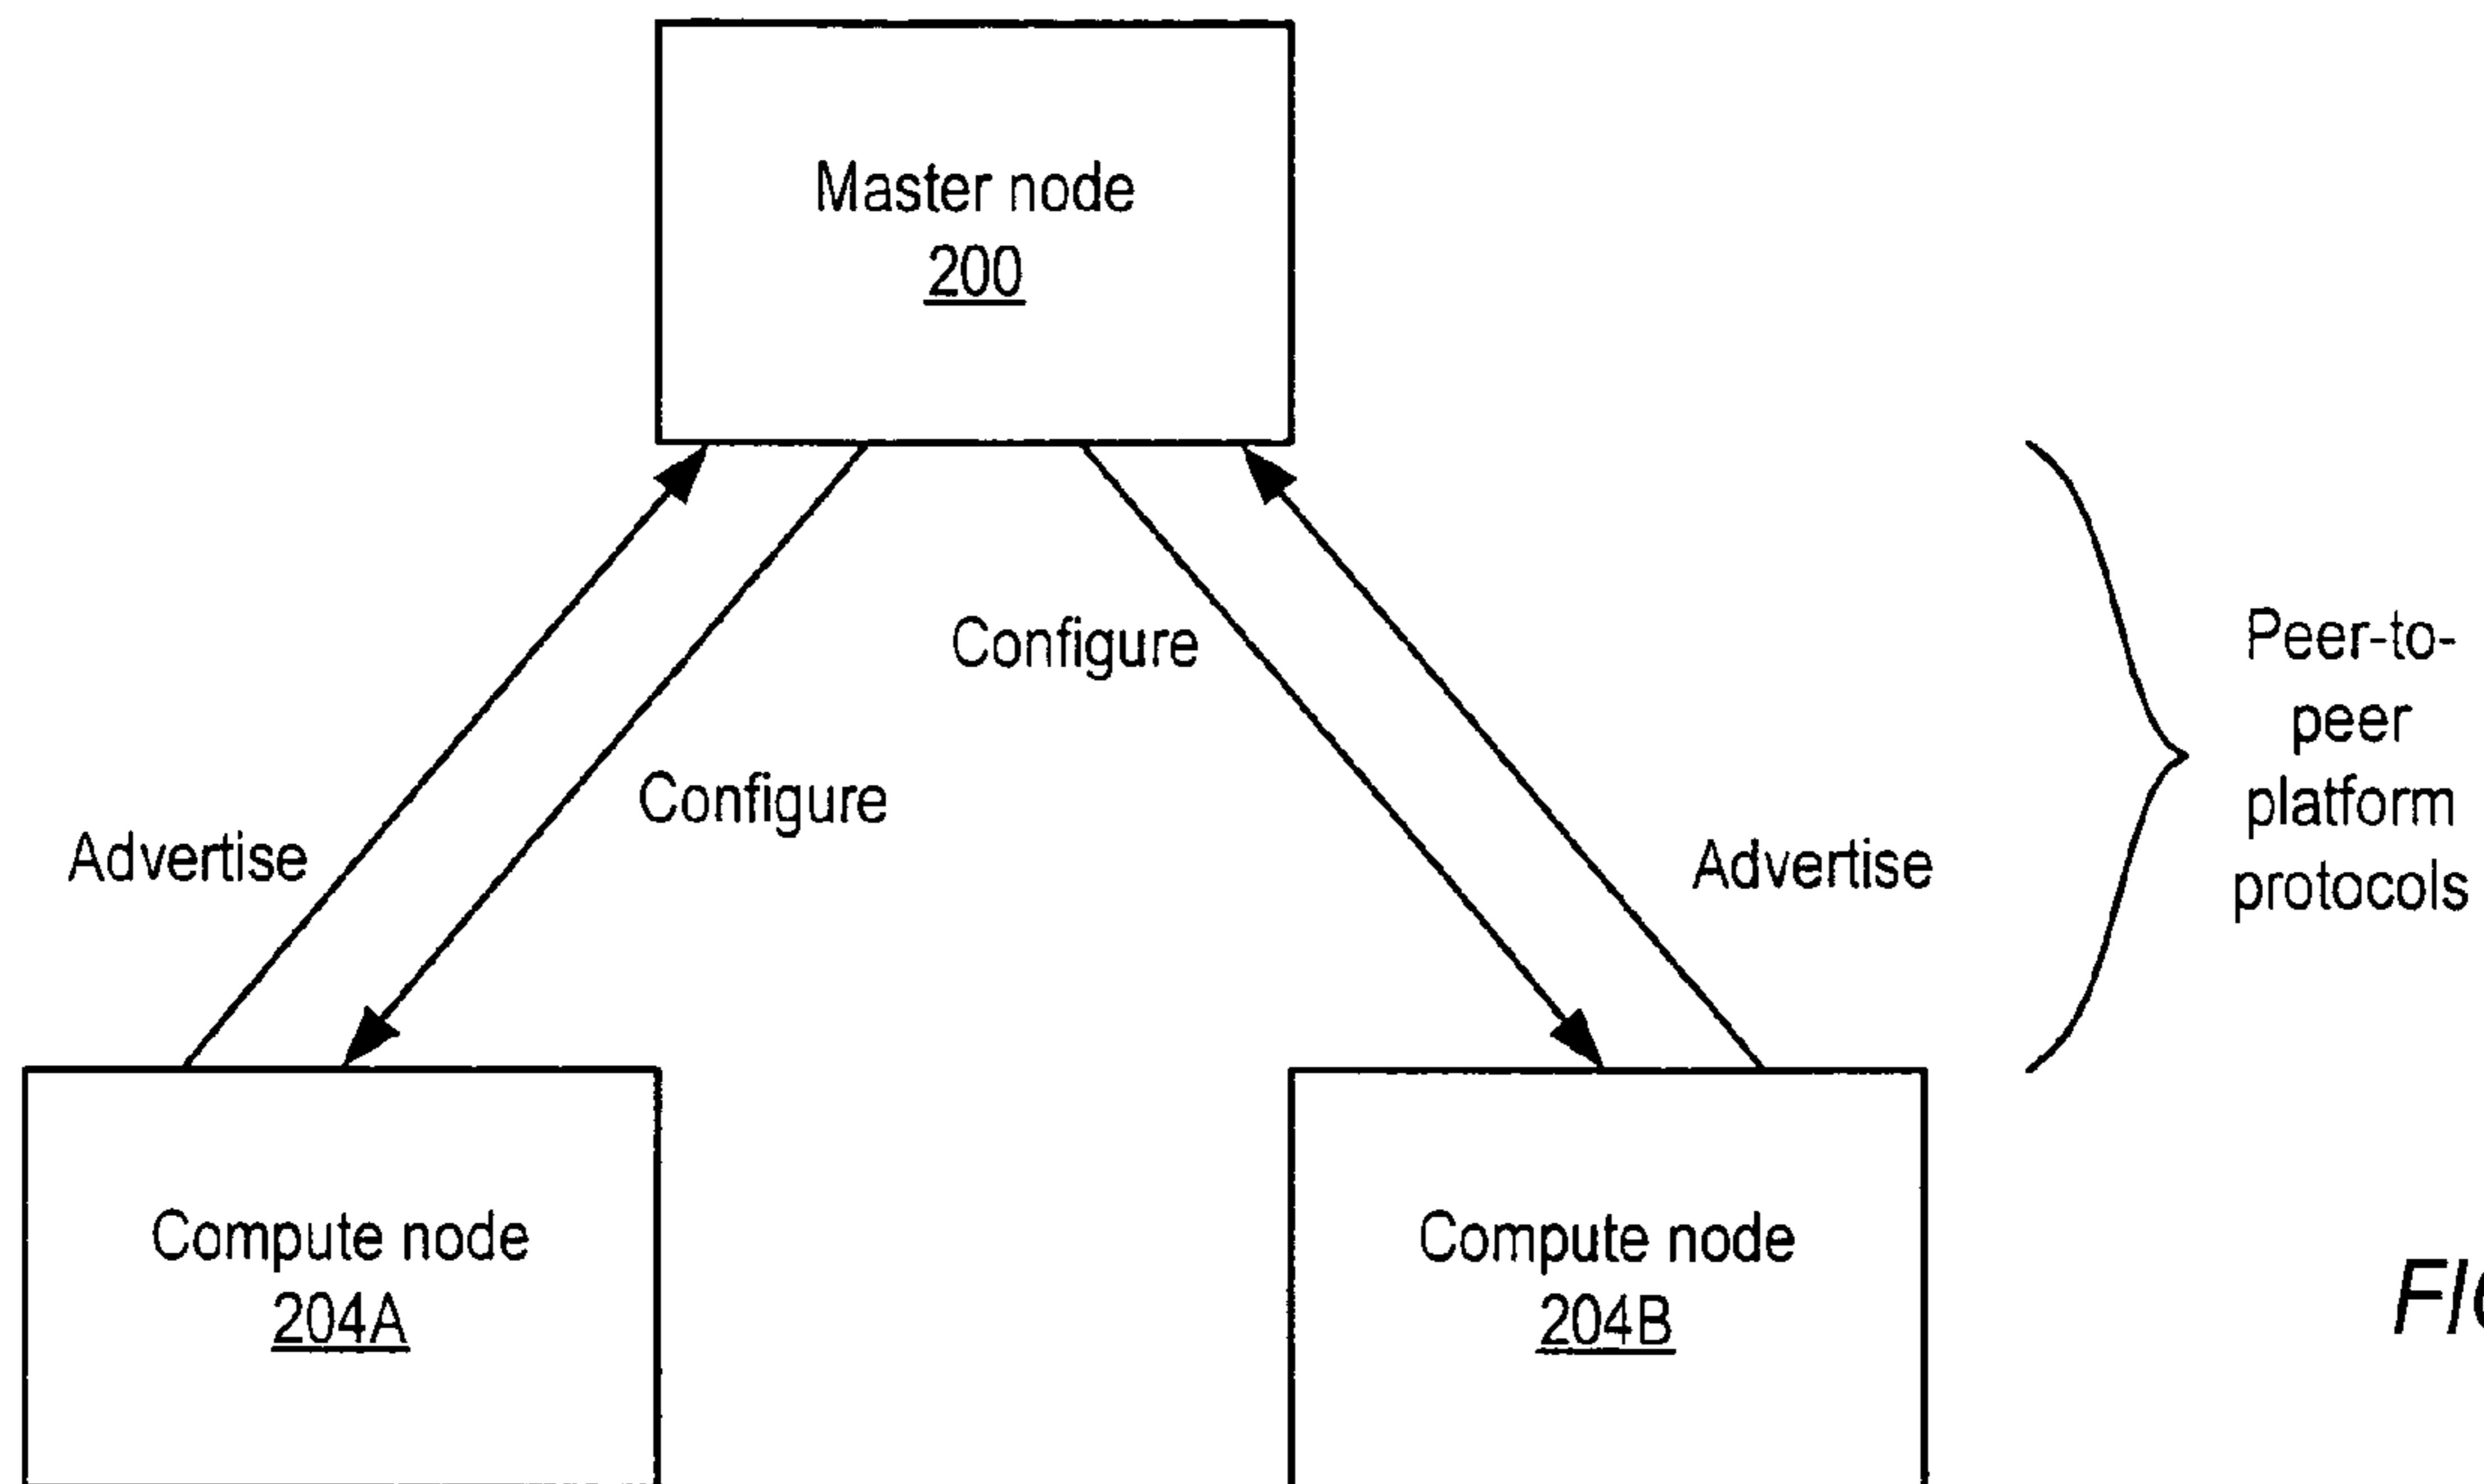 Master node
200
Configure
Configure
Advertise
Advertise
Peer-to-
peer
platform
protocols
Compute node
204A
Compute node
204B